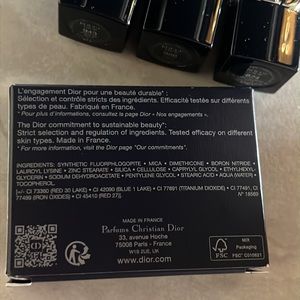 L'engagement Dior pour une beauté durable* :
Sélection et contrôle stricts des ingrédients. Efficacité testée sur différents
types de peau. Fabriqué en France.
* Pour plus d'informations, consultez la page Dior « Nos engagements ».
The Dior commitment to sustainable beauty*:
Strict selection and regulation of ingredients. Tested efficacy on different
skin types. Made in France.
* For more information, visit the Dior page "Our commitments".
INGREDIENTS: SYNTHETIC FLUORPHLOGOPITE • MICA • DIMETHICONE • BORON NITRIDE •
LAUROYL LYSINE • ZINC STEARATE • SILICA • CELLULOSE • CAPRYLYL GLYCOL • ETHYLHEXYL-
GLYCERIN • SODIUM DEHYDROACETATE • PENTYLENE GLYCOL • STEARIC ACID • AQUA (WATER) •
TOCOPHEROL
[+/- CI 73360 (RED 30 LAKE) • CI 42090 (BLUE 1 LAKE) • CI 77891 (TITANIUM DIOXIDE) • CI 77491, CI
77499 (IRON OXIDES) • CI 45410 (RED 27)] N° 18569
MADE IN FRANCE
Parfums Christian Dior
33, avenue Hoche
75008 Paris - France
W1S 2UE, UK
www.dior.com
FSC
MIX
Packaging